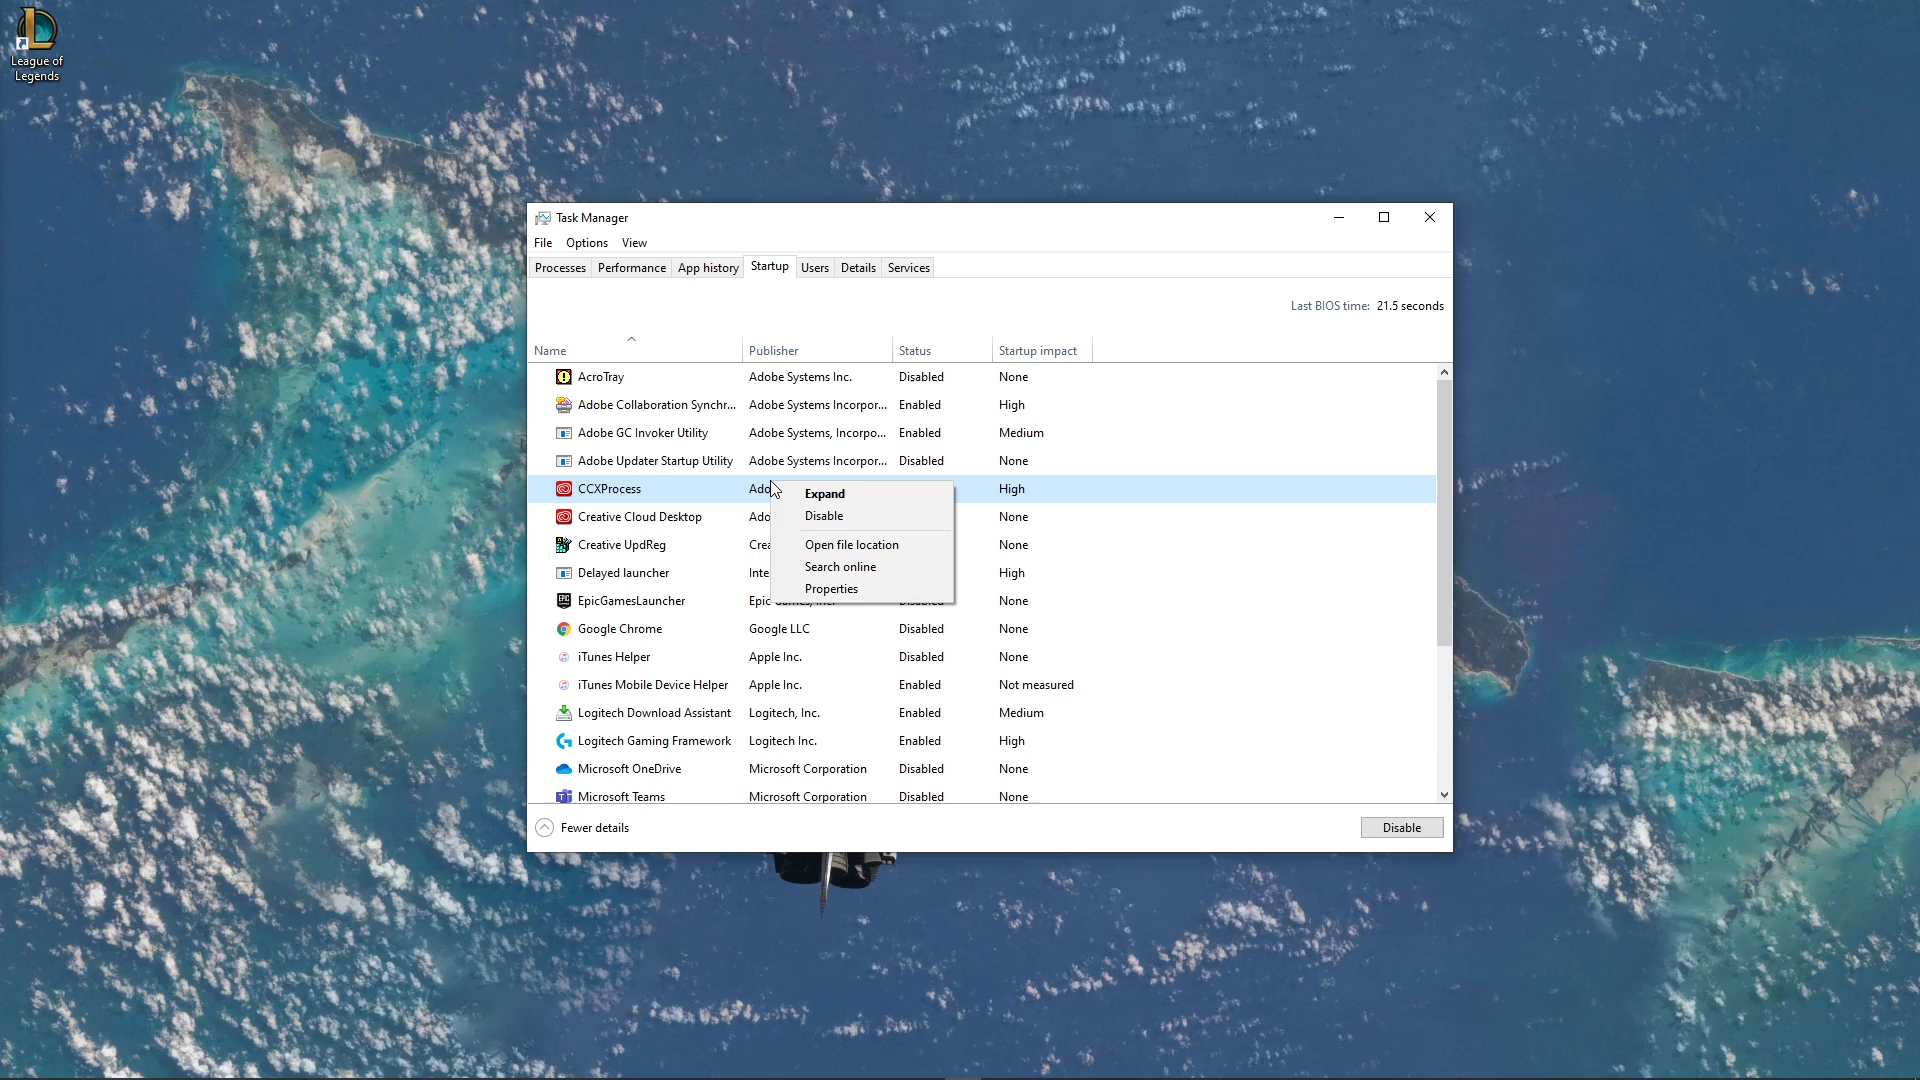 League of
Legends
Task Manager
File Options View
Processes Performance App history Startup Users Details Services
Last BIOS time: 21.5 seconds
Name Publisher Status Startup impact
AcroTray Adobe Systems Inc. Disabled None
Adobe Collaboration Synchr... Adobe Systems Incorpor... Enabled High
Adobe GC Invoker Utility Adobe Systems, Incorpo... Enabled Medium
Adobe Updater Startup Utility Adobe Systems Incorpor... Disabled None
CCXProcess Ado High
Expand
Disable
Open file location
Search online
Properties
Creative Cloud Desktop Ado None
Creative UpdReg Crea None
Delayed launcher Inte High
EpicGamesLauncher Epic Games, Inc. Disabled None
Google Chrome Google LLC Disabled None
iTunes Helper Apple Inc. Disabled None
iTunes Mobile Device Helper Apple Inc. Enabled Not measured
Logitech Download Assistant Logitech, Inc. Enabled Medium
Logitech Gaming Framework Logitech Inc. Enabled High
Microsoft OneDrive Microsoft Corporation Disabled None
Microsoft Teams Microsoft Corporation Disabled None
Fewer details Disable